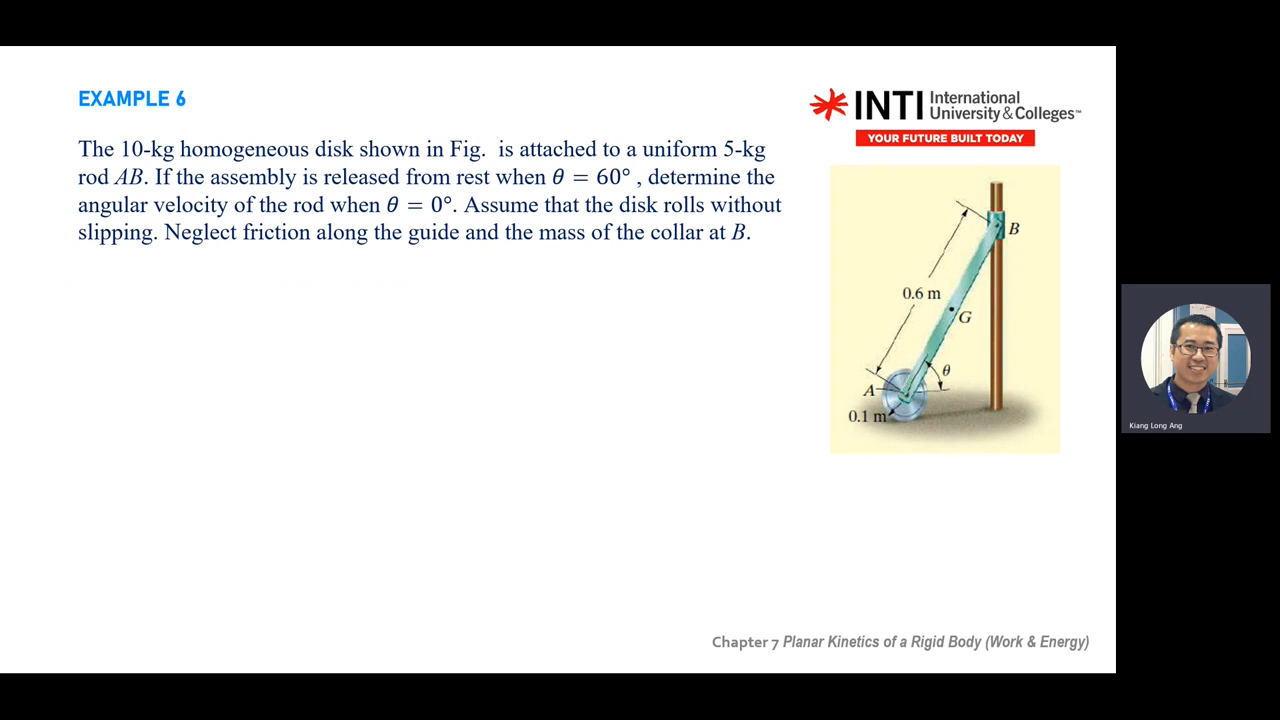 EXAMPLE 6
INTI International
University & Colleges™
YOUR FUTURE BUILT TODAY
The 10-kg homogeneous disk shown in Fig. is attached to a uniform 5-kg
rod AB. If the assembly is released from rest when θ = 60° , determine the
angular velocity of the rod when θ = 0°. Assume that the disk rolls without
slipping. Neglect friction along the guide and the mass of the collar at B.
B
0.6 m
G
θ
A
0.1 m
Kiang Long Ang
Chapter 7 Planar Kinetics of a Rigid Body (Work & Energy)